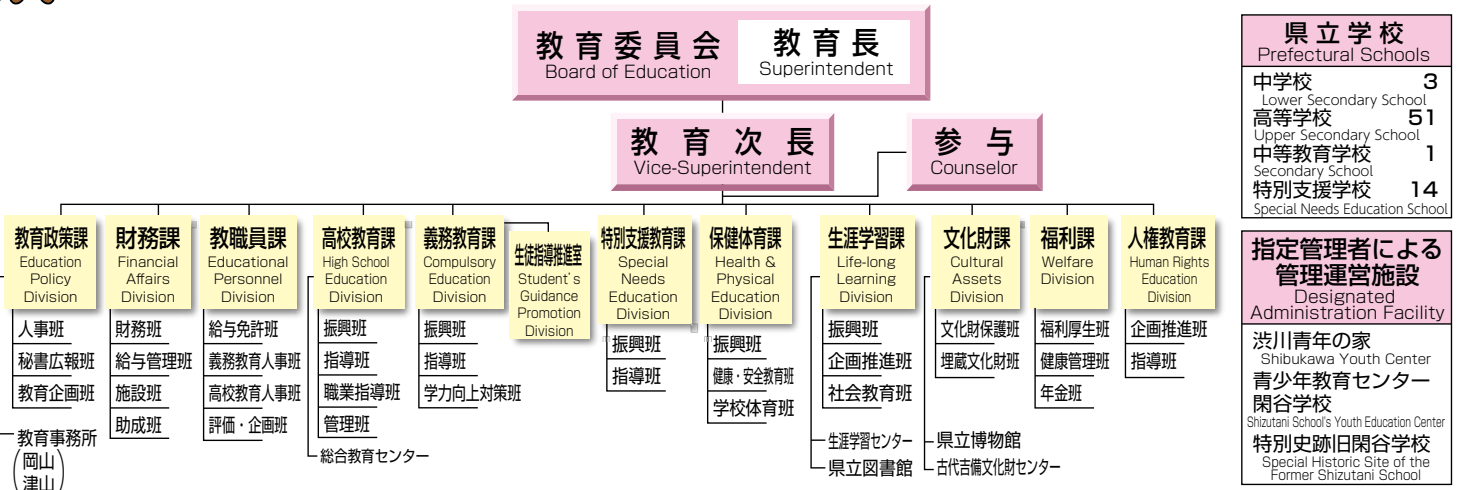 教育委員会
Board of Education
教育長
Superintendent
教育次長
Vice-Superintendent
参与
Counselor
教育政策課
Education
Policy
Division
人事班
秘書広報班
教育企画班
教育事務所
(岡山
津山)
財務課
Financial
Affairs
Division
財務班
給与管理班
施設班
助成班
教職員課
Educational
Personnel
Division
給与免許班
義務教育人事班
高校教育人事班
評価・企画班
高校教育課
High School
Education
Division
振興班
指導班
職業指導班
管理班
総合教育センター
義務教育課
Compulsory
Education
Division
振興班
指導班
学力向上対策班
生徒指導推進室
Student's
Guidance
Promotion
Division
特別支援教育課
Special
Needs
Education
Division
振興班
指導班
保健体育課
Health &
Physical
Education
Division
振興班
健康・安全教育班
学校体育班
生涯学習課
Life-long
Learning
Division
振興班
企画推進班
社会教育班
生涯学習センター
県立図書館
文化財課
Cultural
Assets
Division
文化財保護班
埋蔵文化財班
県立博物館
古代吉備文化財センター
福利課
Welfare
Division
福利厚生班
健康管理班
年金班
人権教育課
Human Rights
Education
Division
企画推進班
指導班
県立学校
Prefectural Schools
中学校 3
Lower Secondary School
高等学校 51
Upper Secondary School
中等教育学校 1
Secondary School
特別支援学校 14
Special Needs Education School
指定管理者による
管理運営施設
Designated
Administration Facility
渋川青年の家
Shibukawa Youth Center
青少年教育センター
閑谷学校
Shizutani School's Youth Education Center
特別史跡旧閑谷学校
Special Historic Site of the
Former Shizutani School